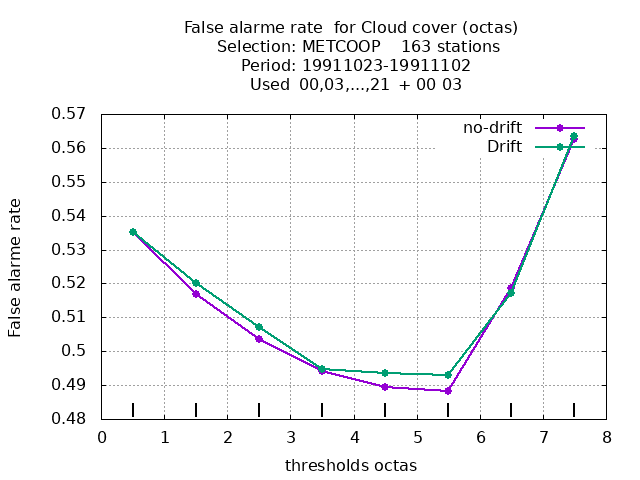 False alarme rate  for Cloud cover (octas)
Selection: METCOOP    163 stations
Period: 19911023-19911102
Used  00,03,...,21  + 00 03
no-drift
Drift
False alarme rate
0.57
0.56
0.55
0.54
0.53
0.52
0.51
0.5
0.49
0.48
0 1 2 3 4 5 6 7 8
thresholds octas